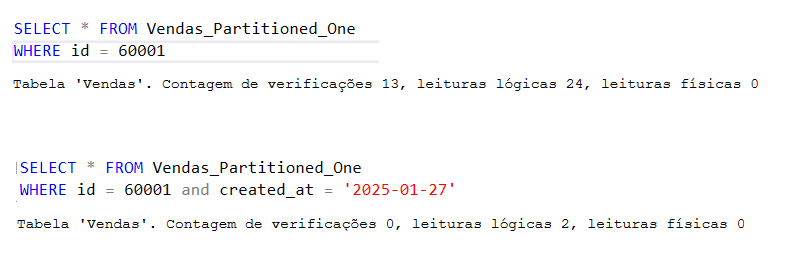 SELECT * FROM Vendas_Partitioned_One
WHERE id = 60001
Tabela 'Vendas'. Contagem de verificações 13, leituras lógicas 24, leituras físicas 0
SELECT * FROM Vendas_Partitioned_One
WHERE id = 60001 and created_at = '2025-01-27'
Tabela 'Vendas'. Contagem de verificações 0, leituras lógicas 2, leituras físicas 0